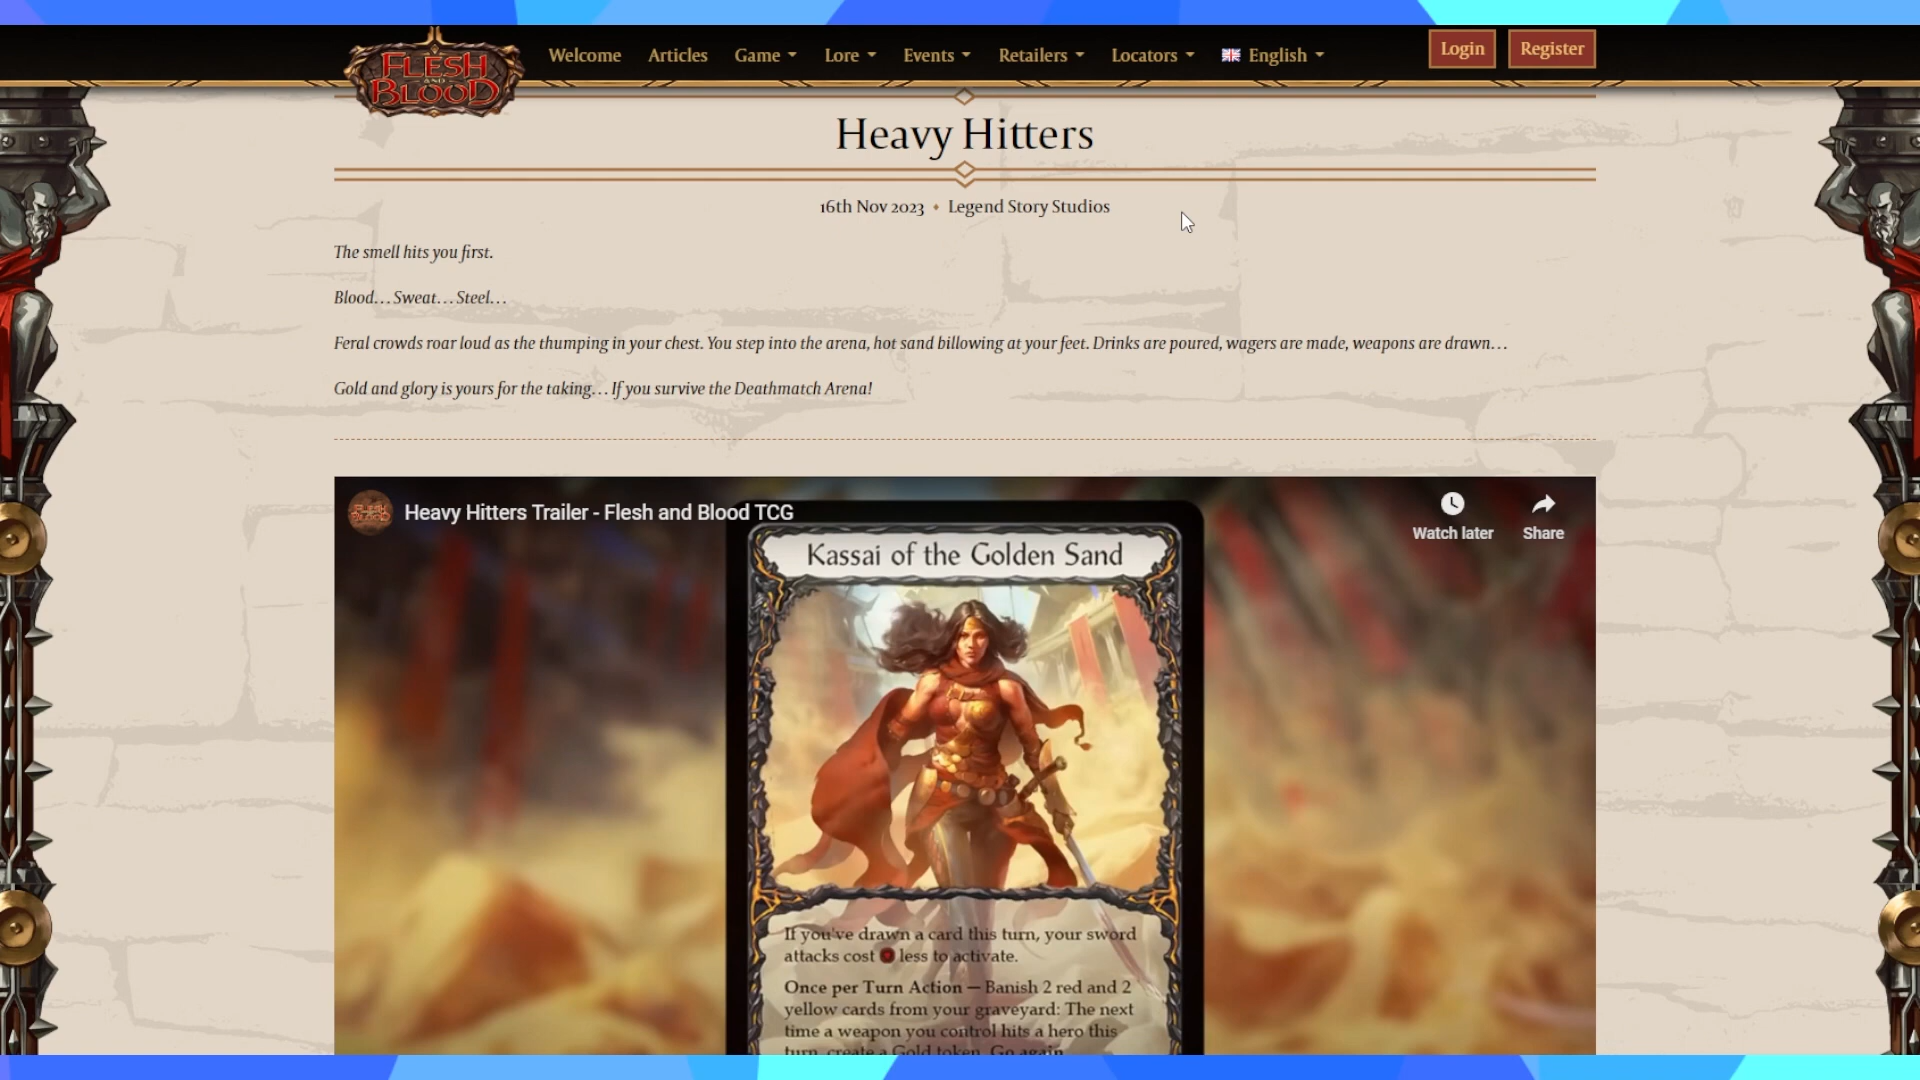 FLESH AND BLOOD
Welcome Articles Game Lore Events Retailers Locators English Login Register
Heavy Hitters
16th Nov 2023 ♦ Legend Story Studios
The smell hits you first.
Blood… Sweat… Steel…
Feral crowds roar loud as the thumping in your chest. You step into the arena, hot sand billowing at your feet. Drinks are poured, wagers are made, weapons are drawn…
Gold and glory is yours for the taking… If you survive the Deathmatch Arena!
Heavy Hitters Trailer - Flesh and Blood TCG
Watch later Share
Kassai of the Golden Sand
If you've drawn a card this turn, your sword
attacks cost less to activate.
Once per Turn Action — Banish 2 red and 2
yellow cards from your graveyard: The next
time a weapon you control hits a hero this
turn, create a Gold token. Go again